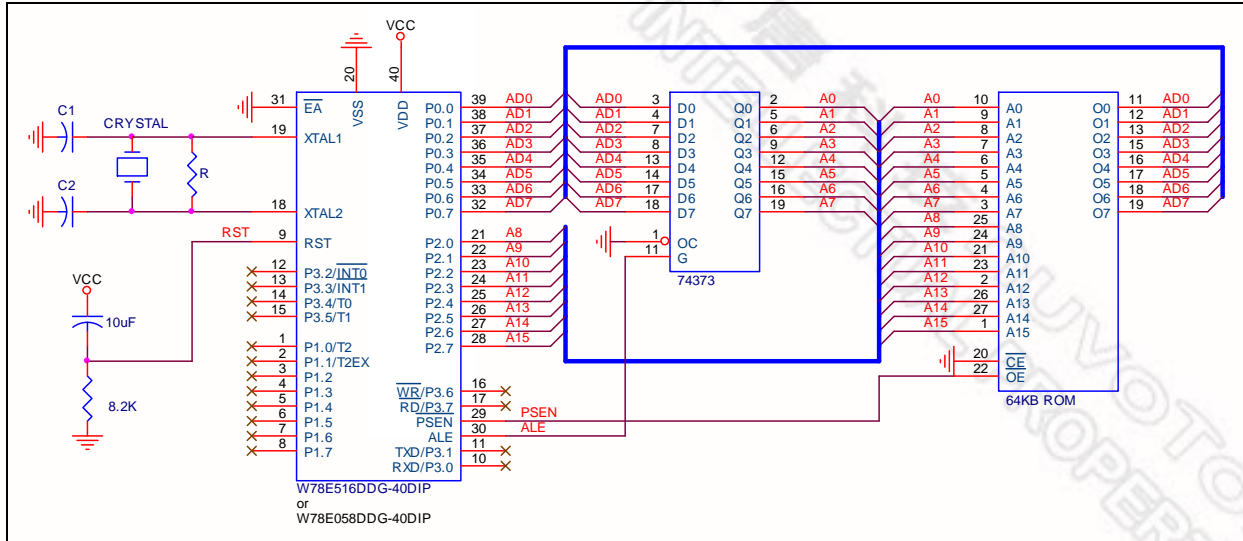 VCC
20
40
31
EA
VSS
VDD
C1
CRYSTAL
19
XTAL1
R
C2
18
XTAL2
RST
9
RST
VCC
10uF
8.2K
12 P3.2/INT0
13 P3.3/INT1
14 P3.4/T0
15 P3.5/T1
1 P1.0/T2
2 P1.1/T2EX
3 P1.2
4 P1.3
5 P1.4
6 P1.5
7 P1.6
8 P1.7
P0.0 39 AD0
P0.1 38 AD1
P0.2 37 AD2
P0.3 36 AD3
P0.4 35 AD4
P0.5 34 AD5
P0.6 33 AD6
P0.7 32 AD7
P2.0 21 A8
P2.1 22 A9
P2.2 23 A10
P2.3 24 A11
P2.4 25 A12
P2.5 26 A13
P2.6 27 A14
P2.7 28 A15
WR/P3.6 16
RD/P3.7 17
PSEN 29 PSEN
ALE 30 ALE
TXD/P3.1 11
RXD/P3.0 10
W78E516DDG-40DIP
or
W78E058DDG-40DIP
AD0 3 D0 Q0 2 A0
AD1 4 D1 Q1 5 A1
AD2 7 D2 Q2 6 A2
AD3 8 D3 Q3 9 A3
AD4 13 D4 Q4 12 A4
AD5 14 D5 Q5 15 A5
AD6 17 D6 Q6 16 A6
AD7 18 D7 Q7 19 A7
1 OC
11 G
74373
A0 10 A0 O0 11 AD0
A1 9 A1 O1 12 AD1
A2 8 A2 O2 13 AD2
A3 7 A3 O3 15 AD3
A4 6 A4 O4 16 AD4
A5 5 A5 O5 17 AD5
A6 4 A6 O6 18 AD6
A7 3 A7 O7 19 AD7
A8 25 A8
A9 24 A9
A10 21 A10
A11 23 A11
A12 2 A12
A13 26 A13
A14 27 A14
A15 1 A15
20 CE
22 OE
64KB ROM